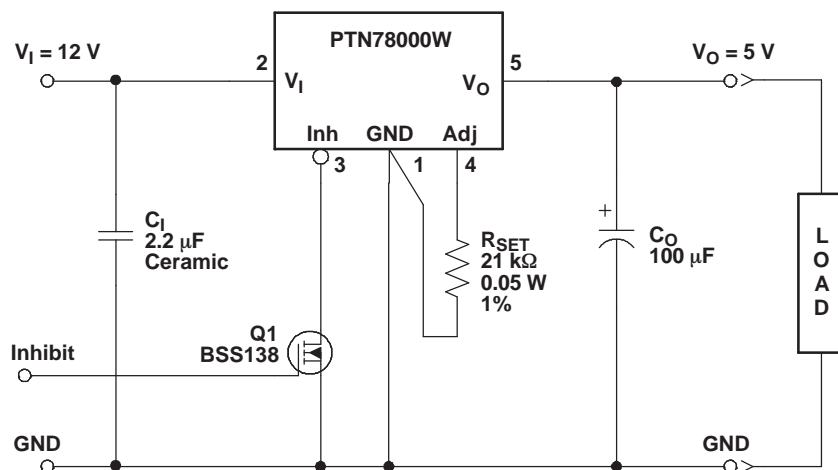 PTN78000W
V_I = 12 V
2
V_I
V_O
5
V_O = 5 V
Inh
GND
Adj
3
1
4
C_I
2.2 μF
Ceramic
R_SET
21 kΩ
0.05 W
1%
+
C_O
100 μF
L
O
A
D
Q1
BSS138
Inhibit
GND
GND